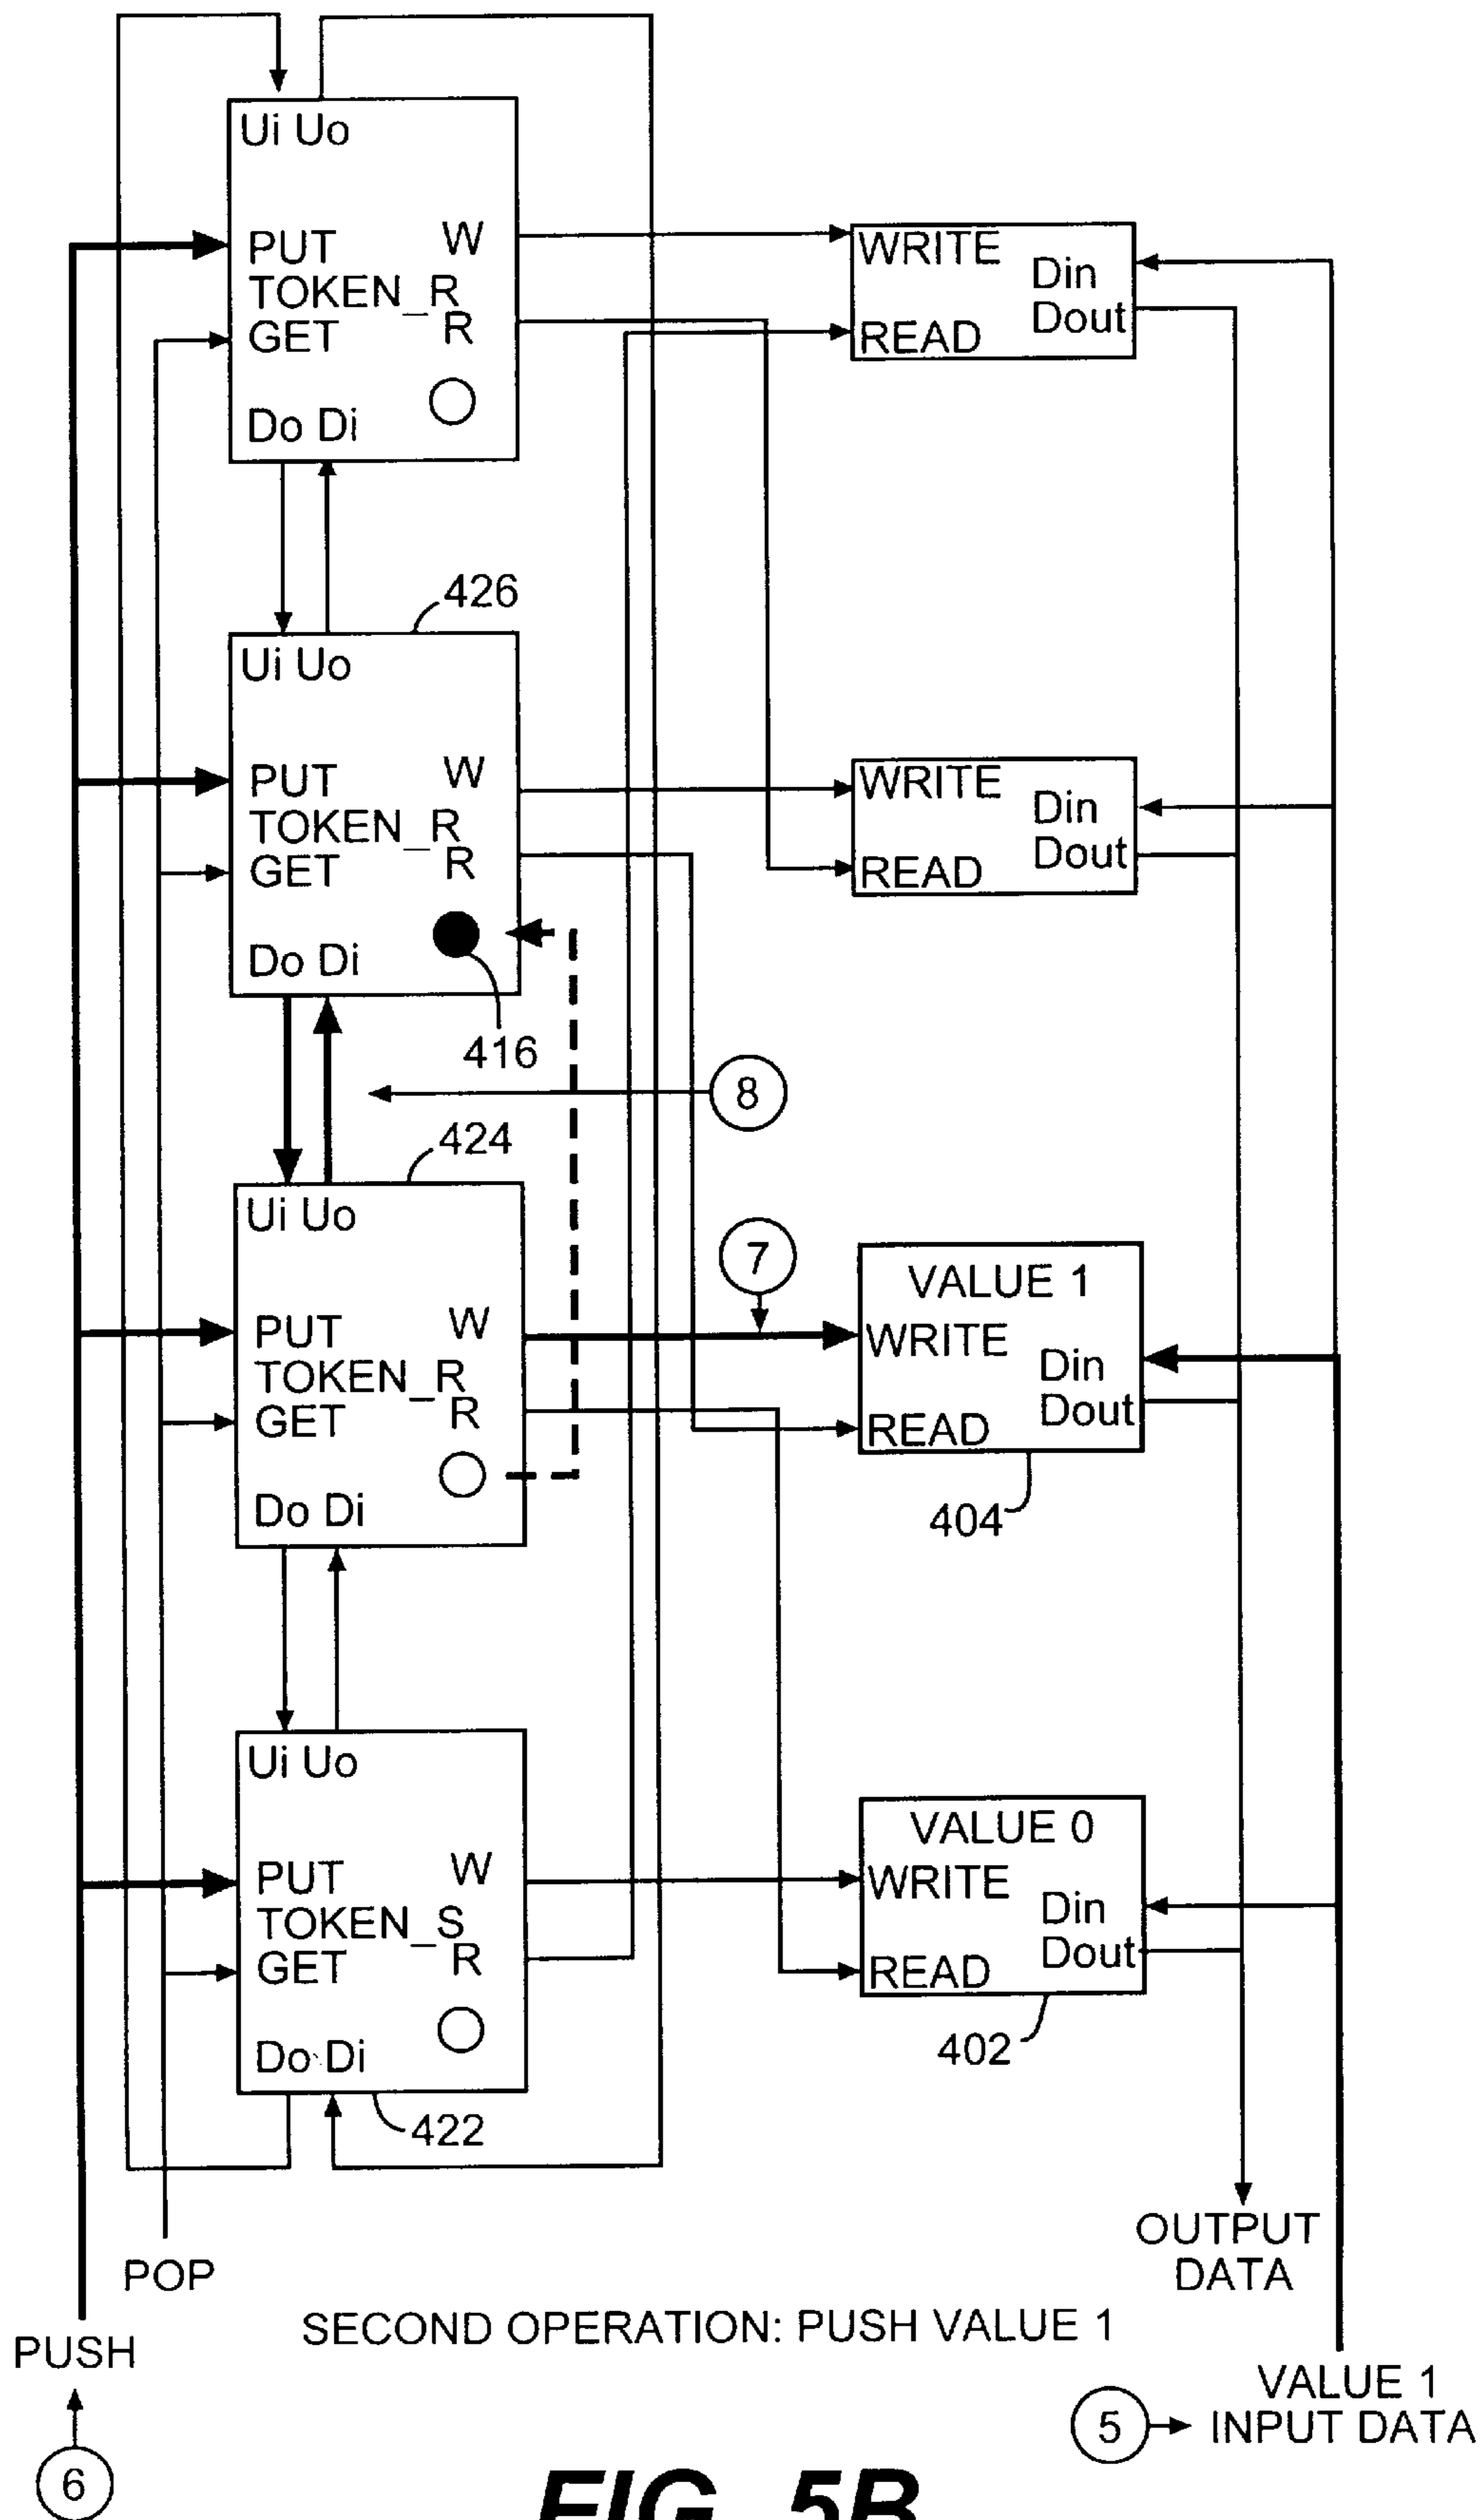 Ui Uo
PUT W
TOKEN_R
GET R
Do Di
WRITE
Din
Dout
READ
426
Ui Uo
PUT W
TOKEN_R
GET R
Do Di
416
WRITE
Din
Dout
READ
8
424
Ui Uo
PUT W
TOKEN_R
GET R
Do Di
7
VALUE 1
WRITE
Din
Dout
READ
404
Ui Uo
PUT W
TOKEN_S
GET R
Do Di
422
VALUE 0
WRITE
Din
Dout
READ
402
OUTPUT
DATA
POP
SECOND OPERATION: PUSH VALUE 1
PUSH
VALUE 1
5 INPUT DATA
6
FIG. 5B